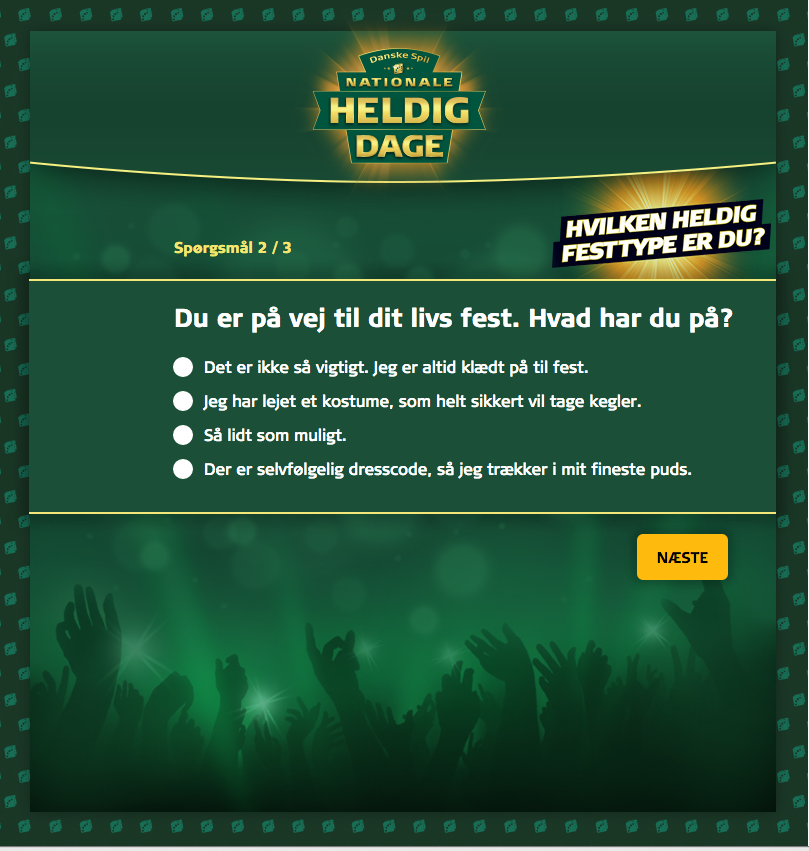 Danske Spil
NATIONALE
HELDIG
DAGE
HVILKEN HELDIG
FESTTYPE ER DU?
Spørgsmål 2 / 3
Du er på vej til dit livs fest. Hvad har du på?
Det er ikke så vigtigt. Jeg er altid klædt på til fest.
Jeg har lejet et kostume, som helt sikkert vil tage kegler.
Så lidt som muligt.
Der er selvfølgelig dresscode, så jeg trækker i mit fineste puds.
NÆSTE